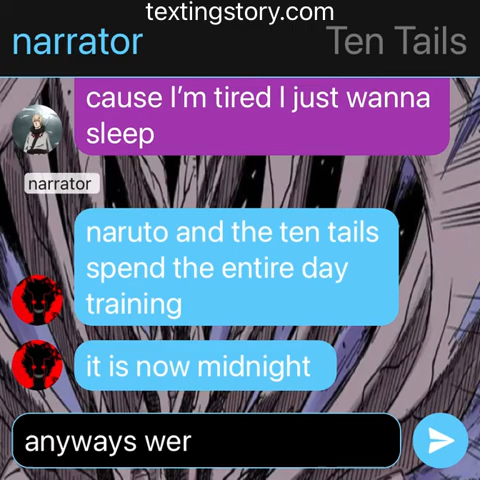 textingstory.com
narrator
Ten Tails
cause I'm tired I just wanna
sleep
narrator
naruto and the ten tails
spend the entire day
training
it is now midnight
anyways wer